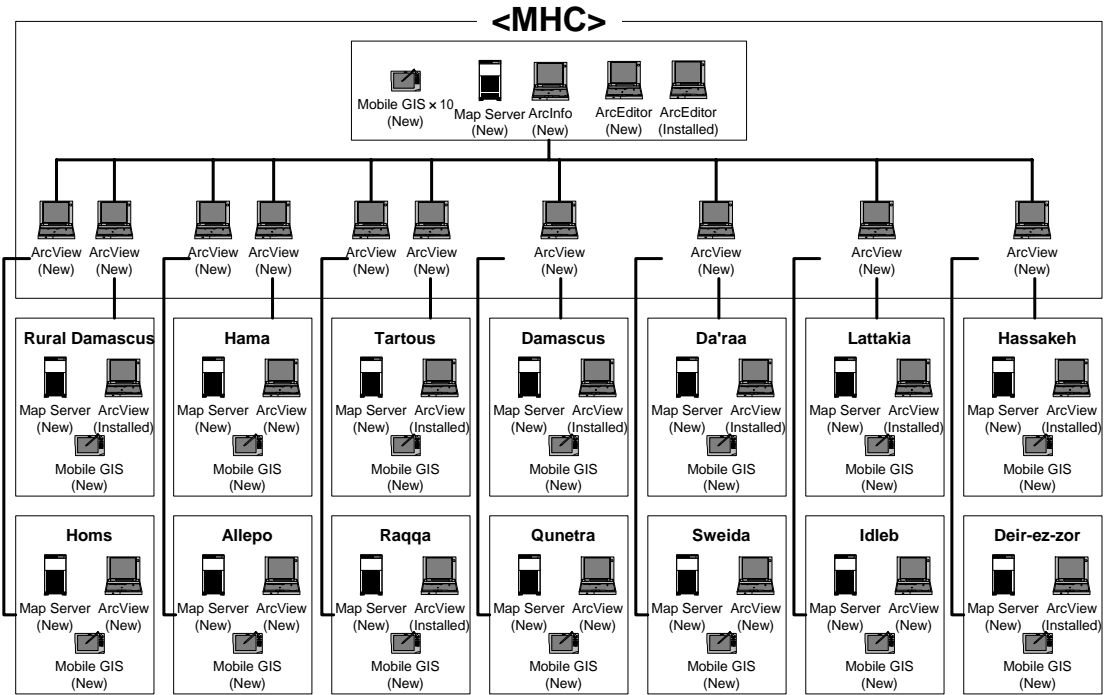 <MHC>
Mobile GIS × 10
(New)
Map Server
(New)
ArcInfo
(New)
ArcEditor
(New)
ArcEditor
(Installed)
ArcView
(New)
ArcView
(New)
ArcView
(New)
ArcView
(New)
ArcView
(New)
ArcView
(New)
ArcView
(New)
ArcView
(New)
ArcView
(New)
ArcView
(New)
Rural Damascus
Map Server ArcView
(New) (Installed)
Mobile GIS
(New)
Hama
Map Server ArcView
(New) (New)
Mobile GIS
(New)
Tartous
Map Server ArcView
(New) (Installed)
Mobile GIS
(New)
Damascus
Map Server ArcView
(New) (Installed)
Mobile GIS
(New)
Da'raa
Map Server ArcView
(New) (Installed)
Mobile GIS
(New)
Lattakia
Map Server ArcView
(New) (Installed)
Mobile GIS
(New)
Hassakeh
Map Server ArcView
(New) (Installed)
Mobile GIS
(New)
Homs
Map Server ArcView
(New) (New)
Mobile GIS
(New)
Allepo
Map Server ArcView
(New) (New)
Mobile GIS
(New)
Raqqa
Map Server ArcView
(New) (Installed)
Mobile GIS
(New)
Qunetra
Map Server ArcView
(New) (New)
Mobile GIS
(New)
Sweida
Map Server ArcView
(New) (New)
Mobile GIS
(New)
Idleb
Map Server ArcView
(New) (New)
Mobile GIS
(New)
Deir-ez-zor
Map Server ArcView
(New) (Installed)
Mobile GIS
(New)